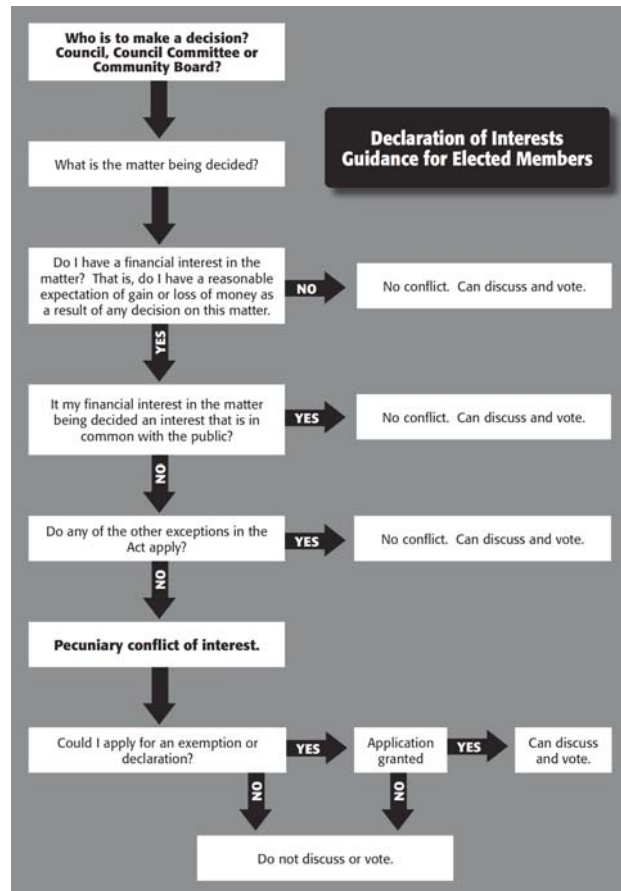 Who is to make a decision?
Council, Council Committee or
Community Board?
Declaration of Interests
Guidance for Elected Members
What is the matter being decided?
Do I have a financial interest in the
matter? That is, do I have a reasonable
expectation of gain or loss of money as
a result of any decision on this matter.
NO
No conflict. Can discuss and vote.
YES
It my financial interest in the matter
being decided an interest that is in
common with the public?
YES
No conflict. Can discuss and vote.
NO
Do any of the other exceptions in the
Act apply?
YES
No conflict. Can discuss and vote.
NO
Pecuniary conflict of interest.
Could I apply for an exemption or
declaration?
YES
Application
granted
YES
Can discuss
and vote.
NO
NO
Do not discuss or vote.